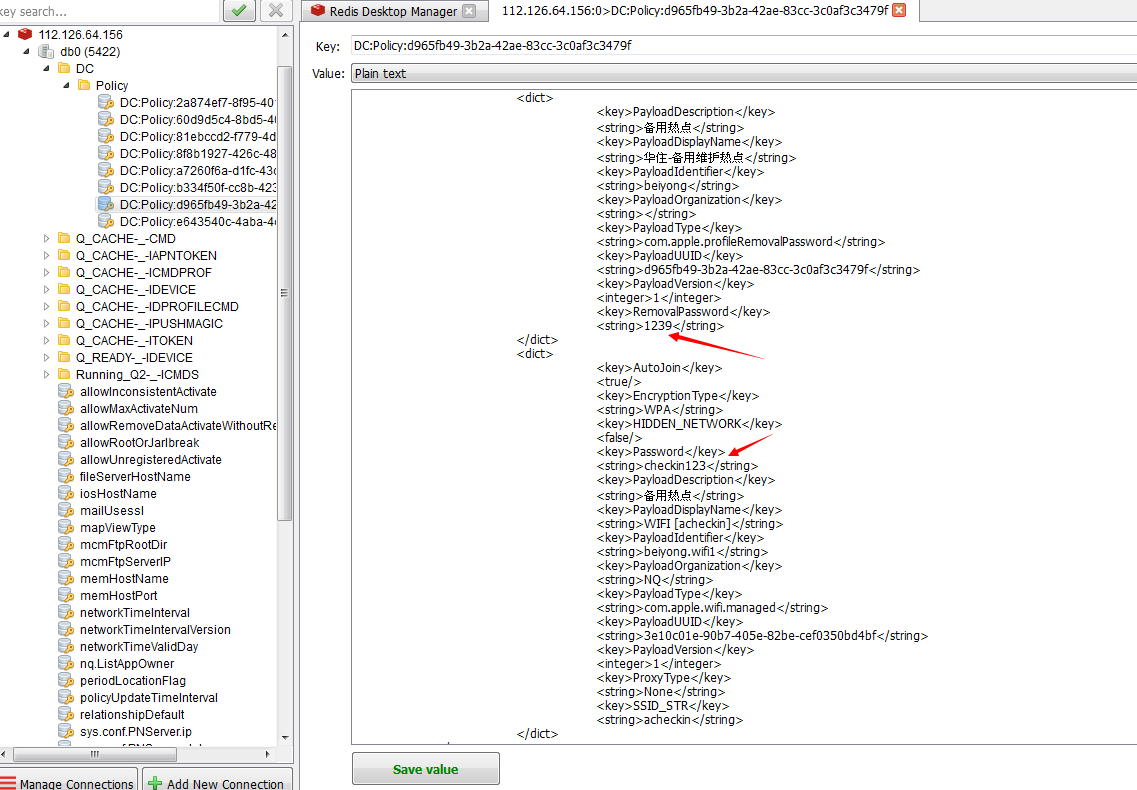 key search...
Redis Desktop Manager
112.126.64.156:0>DC:Policy:d965fb49-3b2a-42ae-83cc-3c0af3c3479f
112.126.64.156
db0 (5422)
DC
Policy
DC:Policy:2a874ef7-8f95-40
DC:Policy:60d9d5c4-8bd5-4
DC:Policy:81ebccd2-f779-4d
DC:Policy:8f8b1927-426c-48
DC:Policy:a7260f6a-d1fc-43
DC:Policy:b334f50f-cc8b-423
DC:Policy:d965fb49-3b2a-42
DC:Policy:e643540c-4aba-4
Q_CACHE-_-CMD
Q_CACHE-_-IAPNTOKEN
Q_CACHE-_-ICMDPROF
Q_CACHE-_-IDEVICE
Q_CACHE-_-IDPROFILECMD
Q_CACHE-_-IPUSHMAGIC
Q_CACHE-_-ITOKEN
Q_READY-_-IDEVICE
Running_Q2-_-ICMDS
allowInconsistentActivate
allowMaxActivateNum
allowRemoveDataActivateWithoutRe
allowRootOrJarlbreak
allowUnregisteredActivate
fileServerHostName
iosHostName
mailUsessl
mapViewType
mcmFtpRootDir
mcmFtpServerIP
memHostName
memHostPort
networkTimeInterval
networkTimeIntervalVersion
networkTimeValidDay
nq.ListAppOwner
periodLocationFlag
policyUpdateTimeInterval
relationshipDefault
sys.conf.PNServer.ip
Manage Connections
Add New Connection
Key:
DC:Policy:d965fb49-3b2a-42ae-83cc-3c0af3c3479f
Value:
Plain text
<dict>
<key>PayloadDescription</key>
<string>备用热点</string>
<key>PayloadDisplayName</key>
<string>华住-备用维护热点</string>
<key>PayloadIdentifier</key>
<string>beiyong</string>
<key>PayloadOrganization</key>
<string></string>
<key>PayloadType</key>
<string>com.apple.profileRemovalPassword</string>
<key>PayloadUUID</key>
<string>d965fb49-3b2a-42ae-83cc-3c0af3c3479f</string>
<key>PayloadVersion</key>
<integer>1</integer>
<key>RemovalPassword</key>
<string>1239</string>
</dict>
<dict>
<key>AutoJoin</key>
<true/>
<key>EncryptionType</key>
<string>WPA</string>
<key>HIDDEN_NETWORK</key>
<false/>
<key>Password</key>
<string>checkin123</string>
<key>PayloadDescription</key>
<string>备用热点</string>
<key>PayloadDisplayName</key>
<string>WIFI [acheckin]</string>
<key>PayloadIdentifier</key>
<string>beiyong.wifi1</string>
<key>PayloadOrganization</key>
<string>NQ</string>
<key>PayloadType</key>
<string>com.apple.wifi.managed</string>
<key>PayloadUUID</key>
<string>3e10c01e-90b7-405e-82be-cef0350bd4bf</string>
<key>PayloadVersion</key>
<integer>1</integer>
<key>ProxyType</key>
<string>None</string>
<key>SSID_STR</key>
<string>acheckin</string>
</dict>
Save value